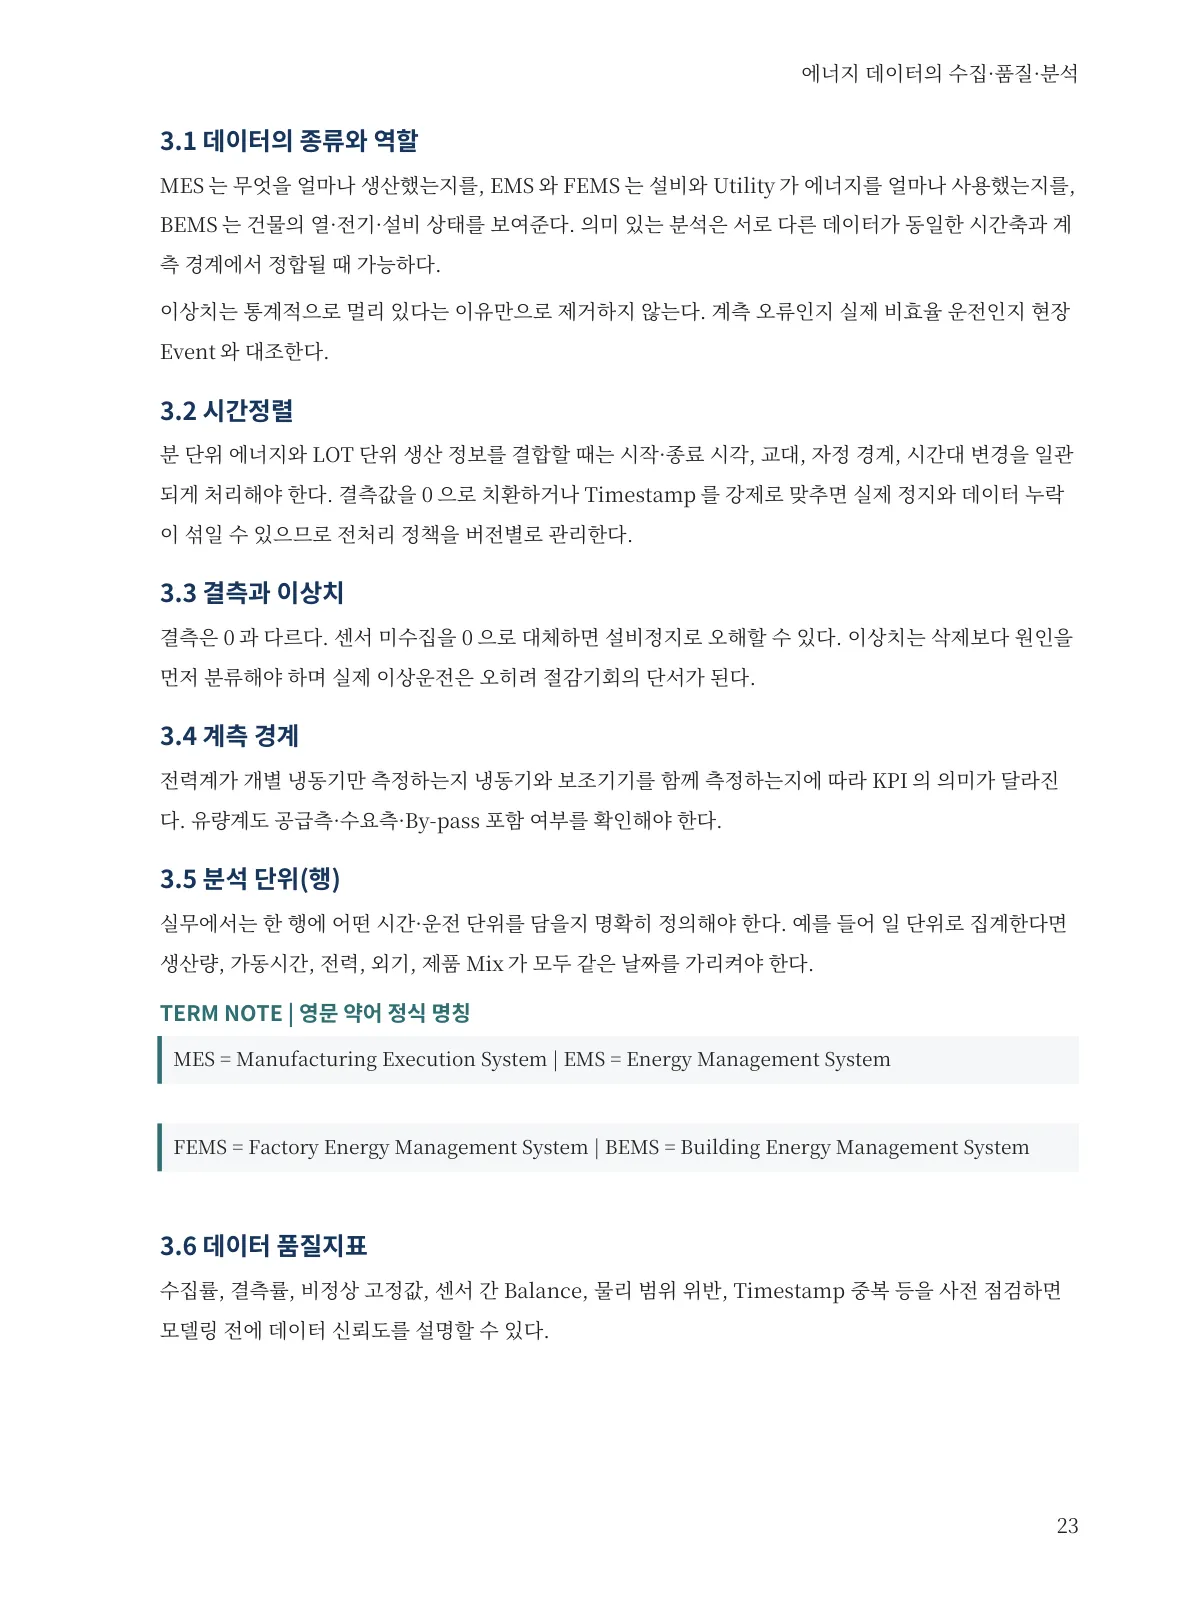 에너지 데이터의 수집·품질·분석
3.1 데이터의 종류와 역할
MES 는 무엇을 얼마나 생산했는지를, EMS 와 FEMS 는 설비와 Utility 가 에너지를 얼마나 사용했는지를,
BEMS 는 건물의 열·전기·설비 상태를 보여준다. 의미 있는 분석은 서로 다른 데이터가 동일한 시간축과 계
측 경계에서 정합될 때 가능하다.
이상치는 통계적으로 멀리 있다는 이유만으로 제거하지 않는다. 계측 오류인지 실제 비효율 운전인지 현장
Event 와 대조한다.
3.2 시간정렬
분 단위 에너지와 LOT 단위 생산 정보를 결합할 때는 시작·종료 시각, 교대, 자정 경계, 시간대 변경을 일관
되게 처리해야 한다. 결측값을 0 으로 치환하거나 Timestamp 를 강제로 맞추면 실제 정지와 데이터 누락
이 섞일 수 있으므로 전처리 정책을 버전별로 관리한다.
3.3 결측과 이상치
결측은 0 과 다르다. 센서 미수집을 0 으로 대체하면 설비정지로 오해할 수 있다. 이상치는 삭제보다 원인을
먼저 분류해야 하며 실제 이상운전은 오히려 절감기회의 단서가 된다.
3.4 계측 경계
전력계가 개별 냉동기만 측정하는지 냉동기와 보조기기를 함께 측정하는지에 따라 KPI 의 의미가 달라진
다. 유량계도 공급측·수요측·By-pass 포함 여부를 확인해야 한다.
3.5 분석 단위(행)
실무에서는 한 행에 어떤 시간·운전 단위를 담을지 명확히 정의해야 한다. 예를 들어 일 단위로 집계한다면
생산량, 가동시간, 전력, 외기, 제품 Mix 가 모두 같은 날짜를 가리켜야 한다.
TERM NOTE | 영문 약어 정식 명칭
MES = Manufacturing Execution System | EMS = Energy Management System
FEMS = Factory Energy Management System | BEMS = Building Energy Management System
3.6 데이터 품질지표
수집률, 결측률, 비정상 고정값, 센서 간 Balance, 물리 범위 위반, Timestamp 중복 등을 사전 점검하면
모델링 전에 데이터 신뢰도를 설명할 수 있다.
23